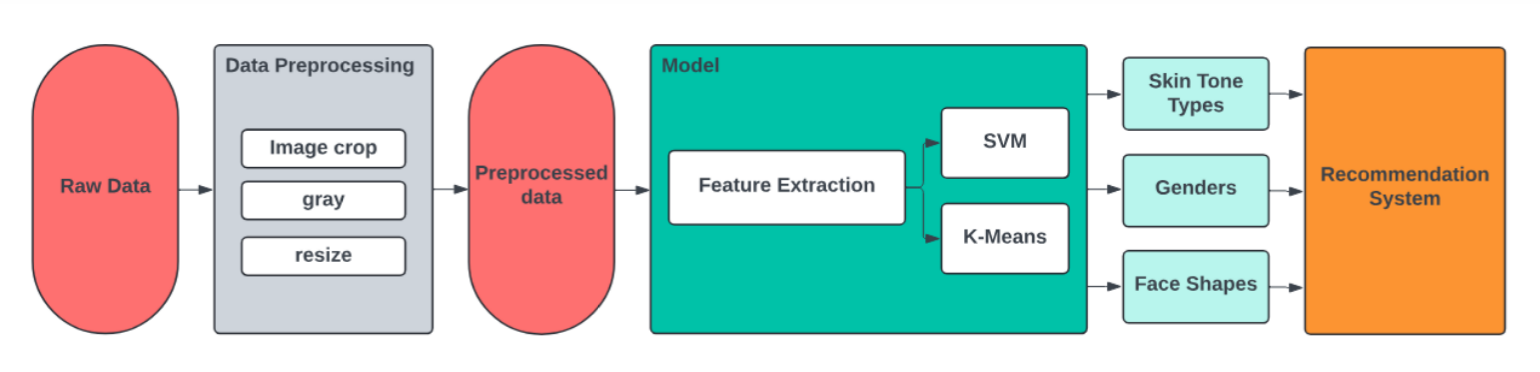 Raw Data
Data Preprocessing
Image crop
gray
resize
Preprocessed
data
Model
Feature Extraction
SVM
K-Means
Skin Tone
Types
Genders
Face Shapes
Recommendation
System